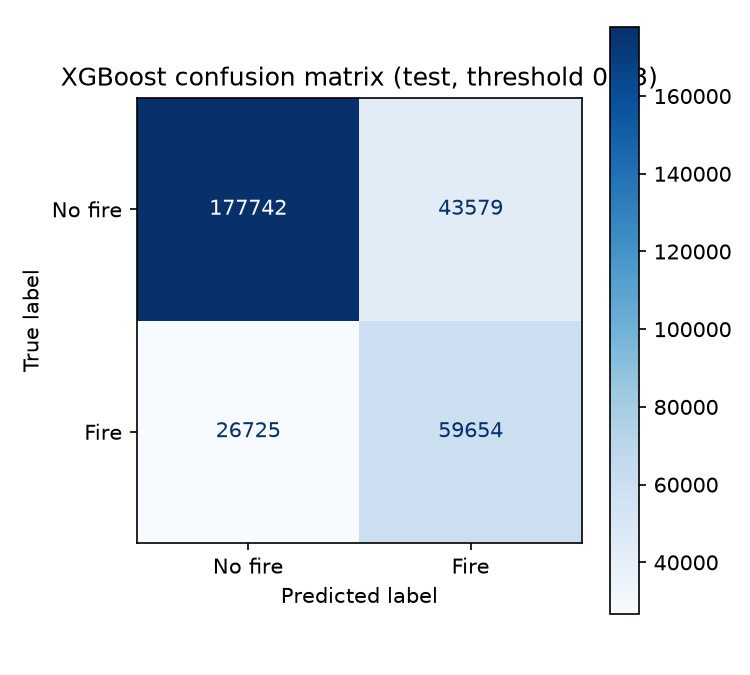 XGBoost confusion matrix (test, threshold
160000
No fire
177742
43579
140000
120000
True label
100000
80000
Fire
26725
59654
60000
40000
No fire
Fire
Predicted label